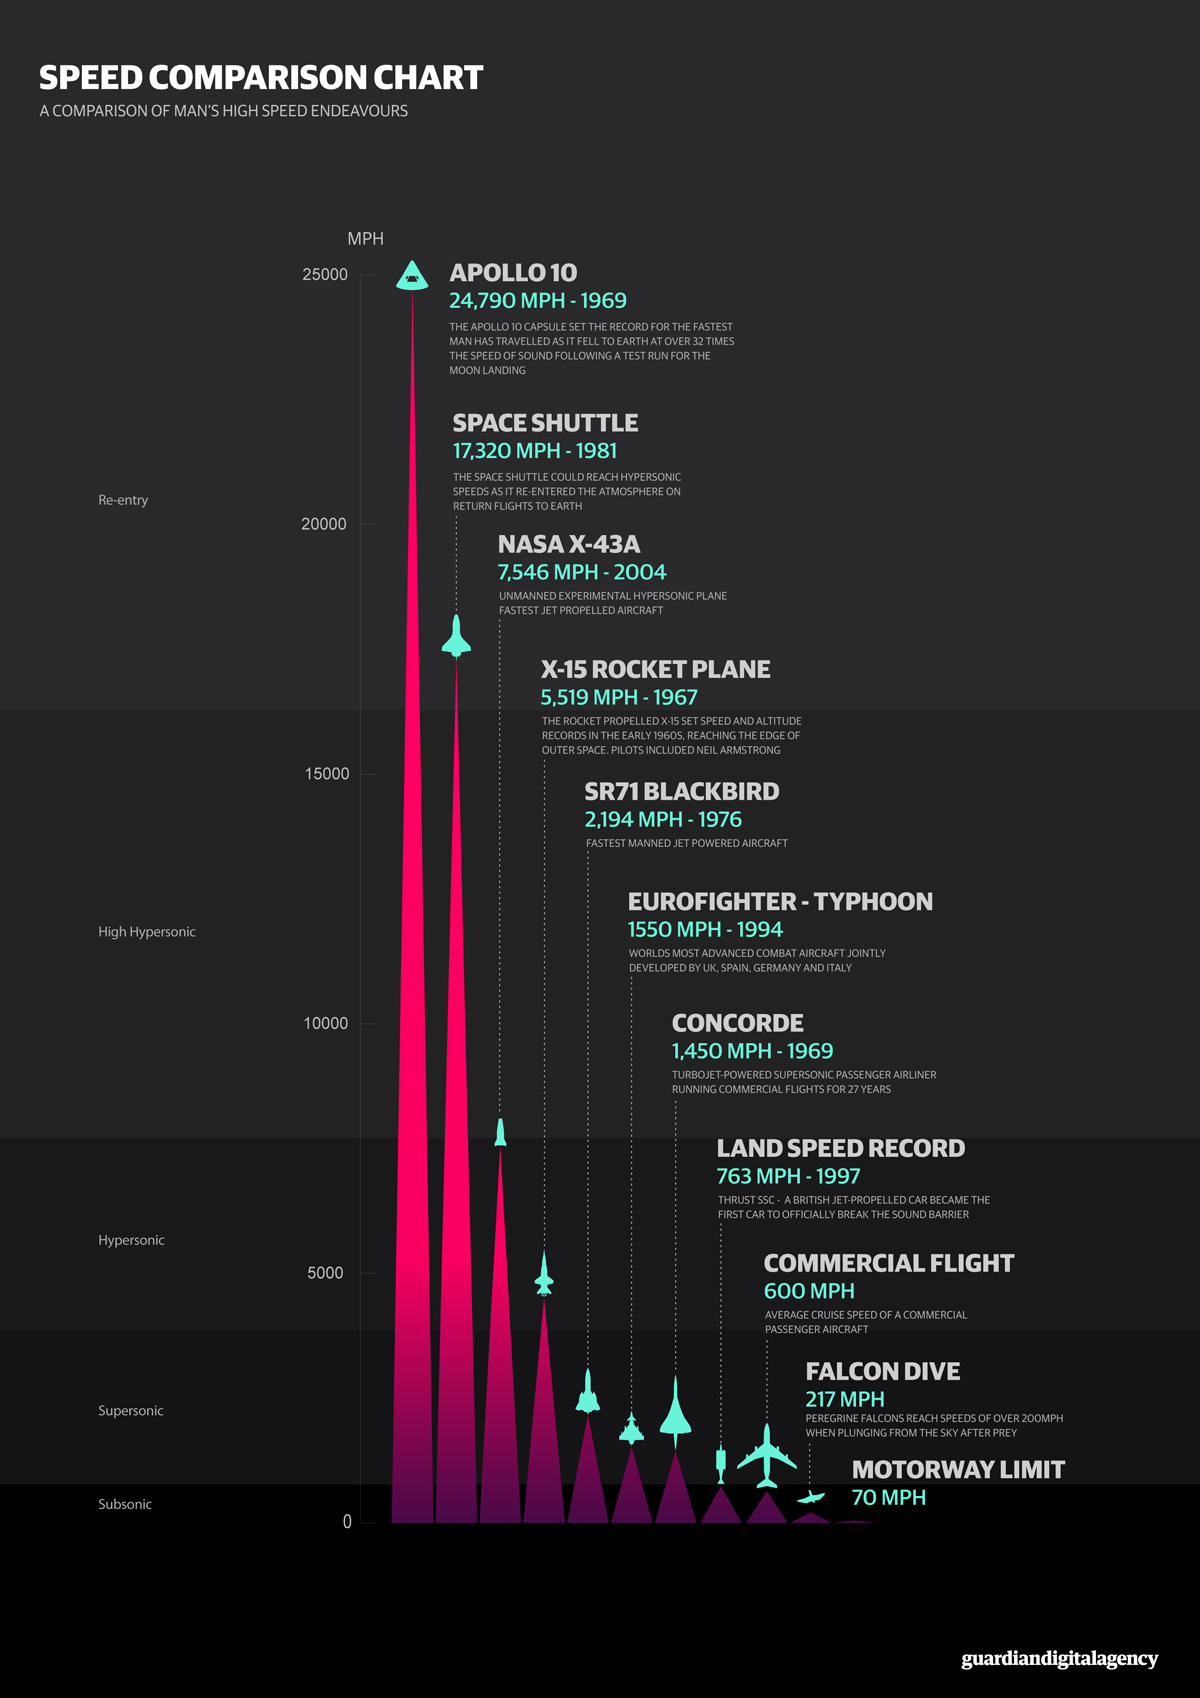 SPEED COMPARISON CHART
A COMPARISON OF MAN'S HIGH SPEED ENDEAVOURS
MPH
25000
APOLLO 10
24,790 MPH - 1969
THE APOLLO 10 CAPSULE SET THE RECORD FOR THE FASTEST
MAN HAS TRAVELLED AS IT FELL TO EARTH AT OVER 32 TIMES
THE SPEED OF SOUND FOLLOWING A TEST RUN FOR THE
MOON LANDING
SPACE SHUTTLE
17,320 MPH - 1981
THE SPACE SHUTTLE COULD REACH HYPERSONIC
SPEEDS AS IT RE-ENTERED THE ATMOSPHERE ON
RETURN FLIGHTS TO EARTH
Re-entry
20000
NASA X-43A
7,546 MPH - 2004
UNMANNED EXPERIMENTAL HYPERSONIC PLANE
FASTEST JET PROPELLED AIRCRAFT
X-15 ROCKET PLANE
5,519 MPH - 1967
THE ROCKET PROPELLED X-15 SET SPEED AND ALTITUDE
RECORDS IN THE EARLY 1960S, REACHING THE EDGE OF
OUTER SPACE. PILOTS INCLUDED NEIL ARMSTRONG
15000
SR71 BLACKBIRD
2,194 MPH - 1976
FASTEST MANNED JET POWERED AIRCRAFT
EUROFIGHTER - TYPHOON
1550 MPH - 1994
WORLDS MOST ADVANCED COMBAT AIRCRAFT JOINTLY
DEVELOPED BY UK, SPAIN, GERMANY AND ITALY
High Hypersonic
10000
CONCORDE
1,450 MPH - 1969
TURBOJET-POWERED SUPERSONIC PASSENGER AIRLINER
RUNNING COMMERCIAL FLIGHTS FOR 27 YEARS
LAND SPEED RECORD
763 MPH - 1997
THRUST SSC - A BRITISH JET-PROPELLED CAR BECAME THE
FIRST CAR TO OFFICIALLY BREAK THE SOUND BARRIER
Hypersonic
5000
COMMERCIAL FLIGHT
600 MPH
AVERAGE CRUISE SPEED OF A COMMERCIAL
PASSENGER AIRCRAFT
FALCON DIVE
217 MPH
PEREGRINE FALCONS REACH SPEEDS OF OVER 200MPH
WHEN PLUNGING FROM THE SKY AFTER PREY
Supersonic
MOTORWAY LIMIT
70 MPH
Subsonic
0
guardiandigitalagency